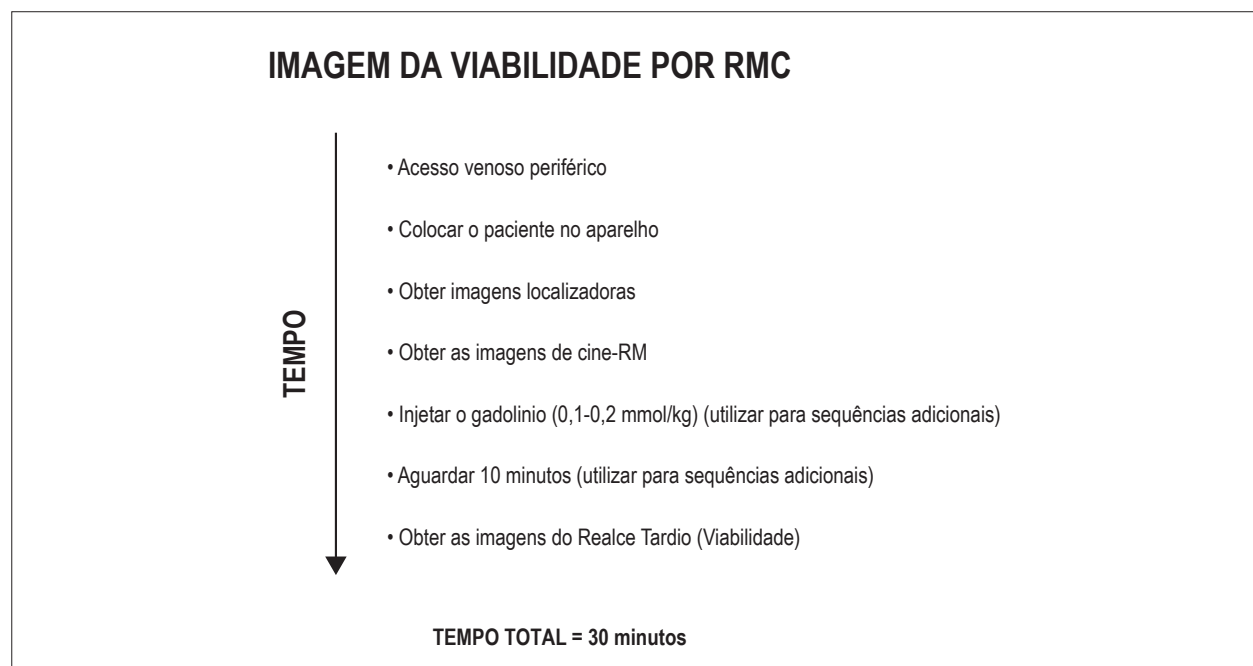 IMAGEM DA VIABILIDADE POR RMC
TEMPO
• Acesso venoso periférico
• Colocar o paciente no aparelho
• Obter imagens localizadoras
• Obter as imagens de cine-RM
• Injetar o gadolinio (0,1-0,2 mmol/kg) (utilizar para sequências adicionais)
• Aguardar 10 minutos (utilizar para sequências adicionais)
• Obter as imagens do Realce Tardio (Viabilidade)
TEMPO TOTAL = 30 minutos